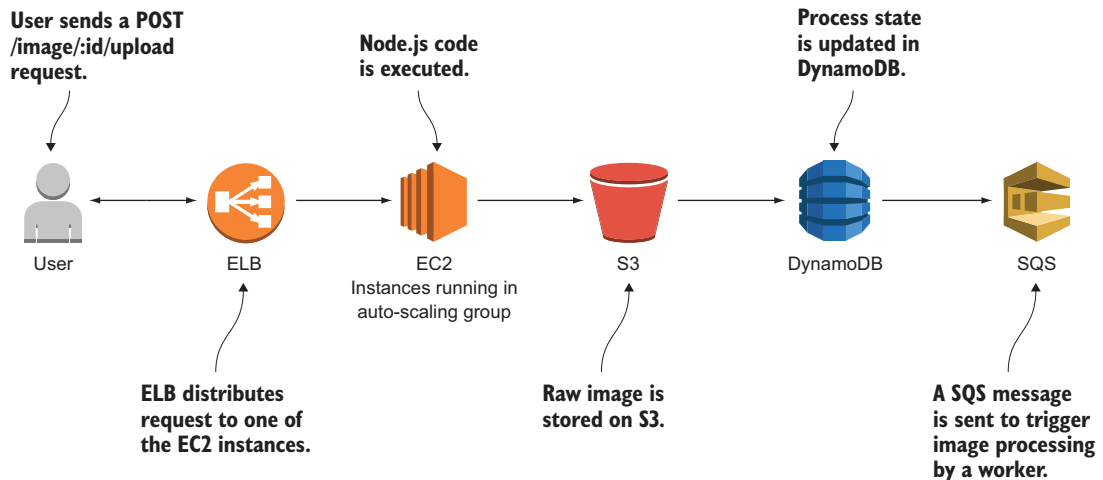 User sends a POST
/image/:id/upload
request.
Node.js code
is executed.
Process state
is updated in
DynamoDB.
User
ELB
EC2
Instances running in
auto-scaling group
S3
DynamoDB
SQS
ELB distributes
request to one of
the EC2 instances.
Raw image is
stored on S3.
A SQS message
is sent to trigger
image processing
by a worker.